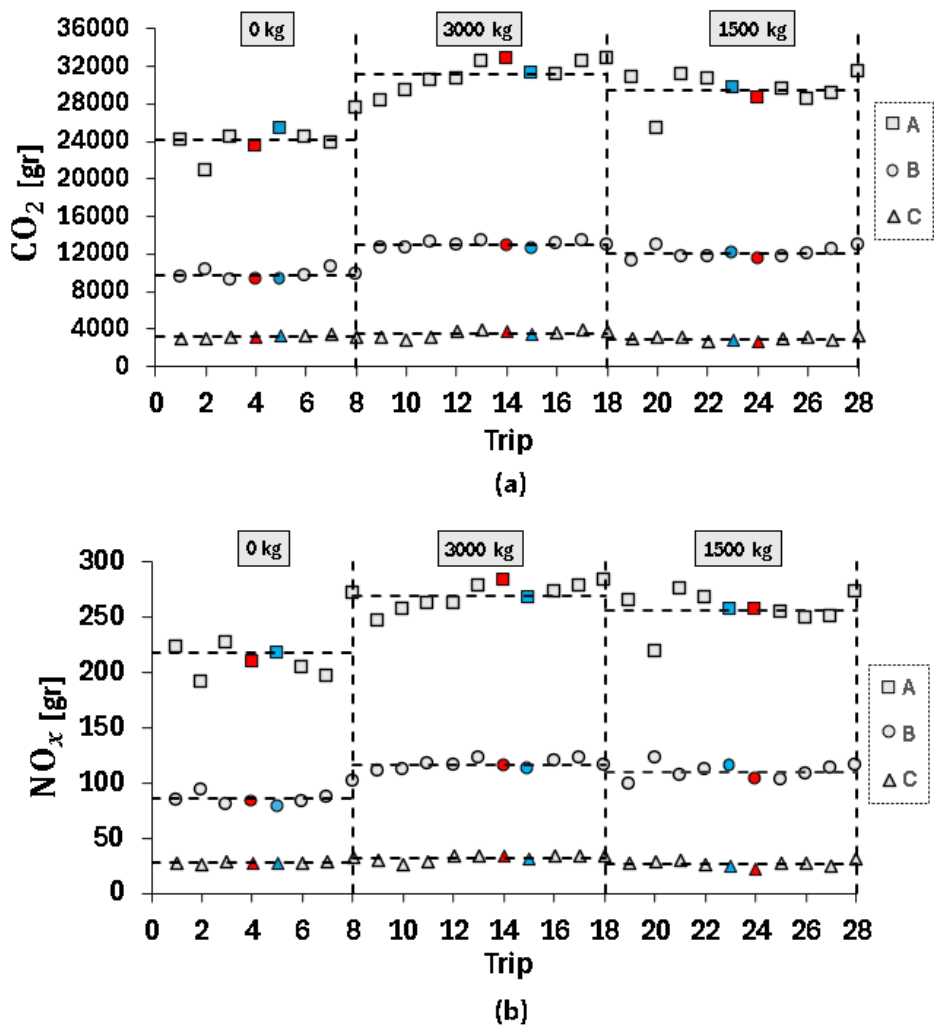 0 kg
3000 kg
1500 kg
36000
32000
28000
24000
20000
16000
12000
8000
4000
0
CO2 [gr]
A
B
C
0 2 4 6 8 10 12 14 16 18 20 22 24 26 28
Trip
(a)
0 kg
3000 kg
1500 kg
300
250
200
150
100
50
0
NOx [gr]
A
B
C
0 2 4 6 8 10 12 14 16 18 20 22 24 26 28
Trip
(b)